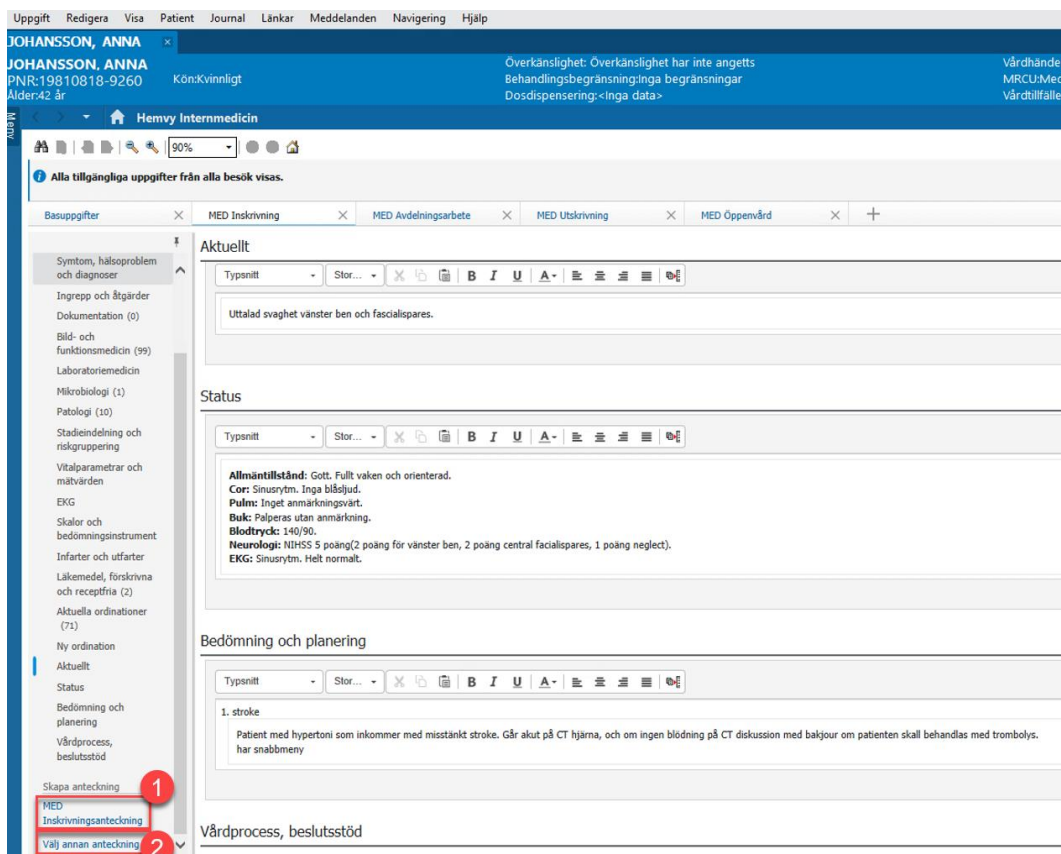 Uppgift Redigera Visa Patient Journal Länkar Meddelanden Navigering Hjälp
JOHANSSON, ANNA
JOHANSSON, ANNA
PNR:19810818-9260 Kön:Kvinnligt
Ålder:42 år
Överkänslighet: Överkänslighet har inte angetts
Behandlingsbegränsning:Inga begränsningar
Dosdispensering:<Inga data>
Vårdhände
MRCU:Med
Vårdtillfälle
Meny
Hemvy Internmedicin
90%
Alla tillgängliga uppgifter från alla besök visas.
Basuppgifter MED Inskrivning MED Avdelningsarbete MED Utskrivning MED Öppenvård
Symtom, hälsoproblem
och diagnoser
Ingrepp och åtgärder
Dokumentation (0)
Bild- och
funktionsmedicin (99)
Laboratoriemedicin
Mikrobiologi (1)
Patologi (10)
Stadieindelning och
riskgruppering
Vitalparametrar och
mätvärden
EKG
Skalor och
bedömningsinstrument
Infarter och utfarter
Läkemedel, förskrivna
och receptfria (2)
Aktuella ordinationer
(71)
Ny ordination
Aktuellt
Status
Bedömning och
planering
Vårdprocess,
beslutsstöd
Skapa anteckning
1
MED
Inskrivningsanteckning
Välj annan anteckning
2
Aktuellt
Typsnitt Stor... B I U A
Uttalad svaghet vänster ben och fascialispares.
Status
Typsnitt Stor... B I U A
Allmäntillstånd: Gott. Fullt vaken och orienterad.
Cor: Sinusrytm. Inga blåsljud.
Pulm: Inget anmärkningsvärt.
Buk: Palperas utan anmärkning.
Blodtryck: 140/90.
Neurologi: NIHSS 5 poäng(2 poäng för vänster ben, 2 poäng central facialispares, 1 poäng neglect).
EKG: Sinusrytm. Helt normalt.
Bedömning och planering
Typsnitt Stor... B I U A
1. stroke
Patient med hypertoni som inkommer med misstänkt stroke. Går akut på CT hjärna, och om ingen blödning på CT diskussion med bakjour om patienten skall behandlas med trombolys.
har snabbmeny
Vårdprocess, beslutsstöd